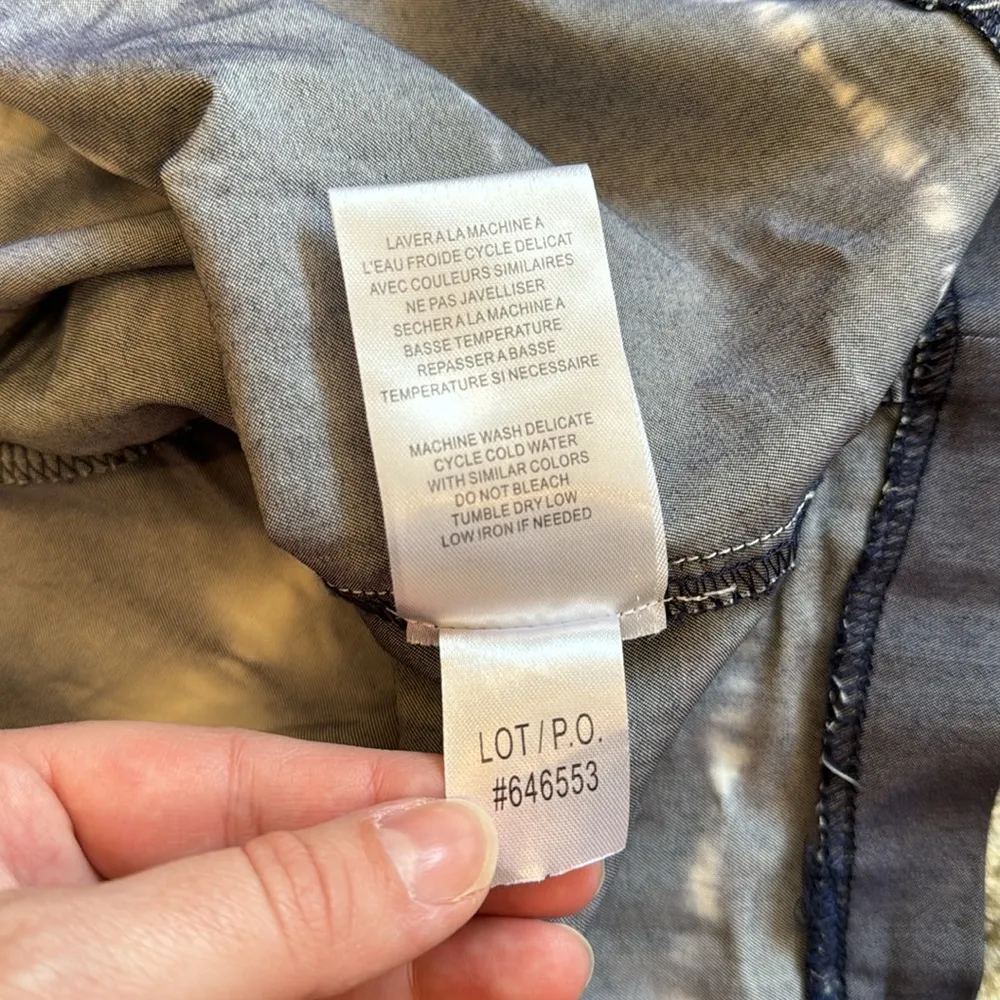 LAVER A LA MACHINE A
L'EAU FROIDE CYCLE DELICAT
AVEC COULEURS SIMILAIRES
NE PAS JAVELLISER
SECHER A LA MACHINE A
BASSE TEMPERATURE
REPASSER A BASSE
TEMPERATURE SI NECESSAIRE
MACHINE WASH DELICATE
CYCLE COLD WATER
WITH SIMILAR COLORS
DO NOT BLEACH
TUMBLE DRY LOW
LOW IRON IF NEEDED
LOT/P.O.
#646553